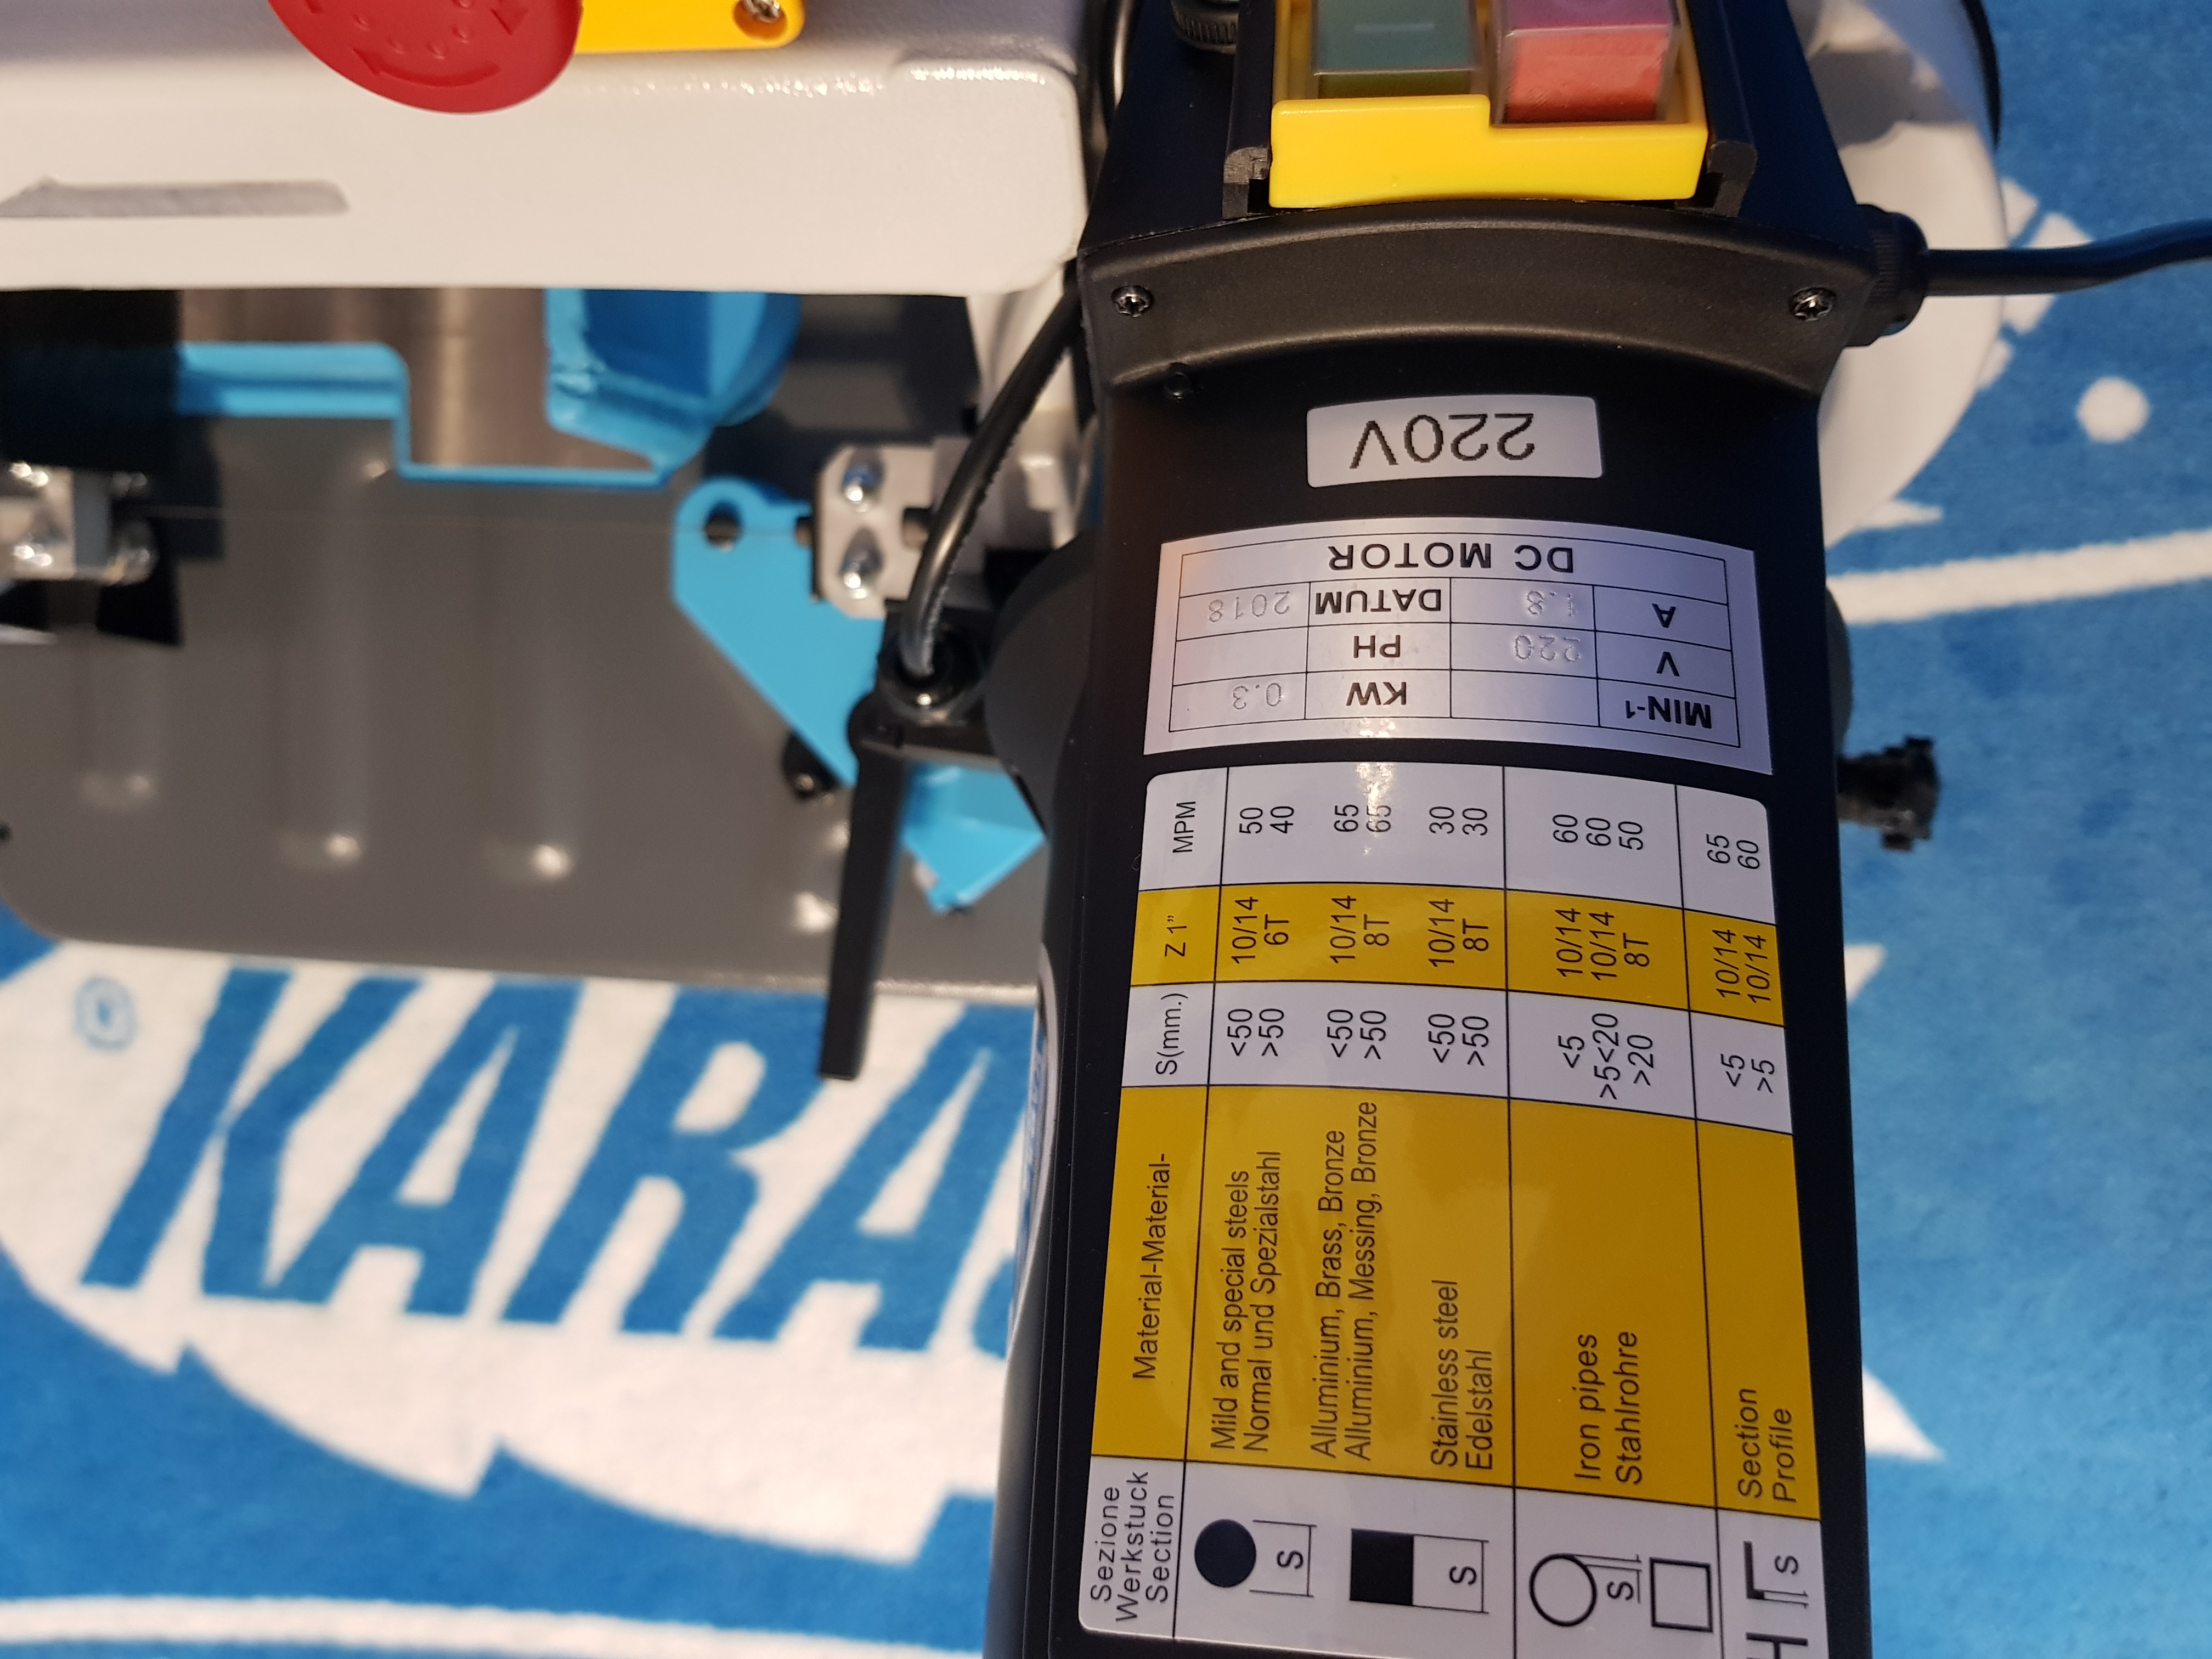 220V
DC MOTOR
A 1.8 DATUM 2018
V 220 PH
MIN-1 KW 0.3
Sezione
Werkstuck
Section
Material-Material-
S(mm.)
Z 1”
MPM
S
Mild and special steels
Normal und Spezialstahl
<50 10/14 50
>50 6T 40
S
Alluminium, Brass, Bronze
Alluminium, Messing, Bronze
<50 10/14 65
>50 8T 65
Stainless steel
Edelstahl
<50 10/14 30
>50 8T 30
S
Iron pipes
Stahlrohre
<5 10/14 60
>5<20 10/14 60
>20 8T 50
S
Section
Profile
<5 10/14 65
>5 10/14 60